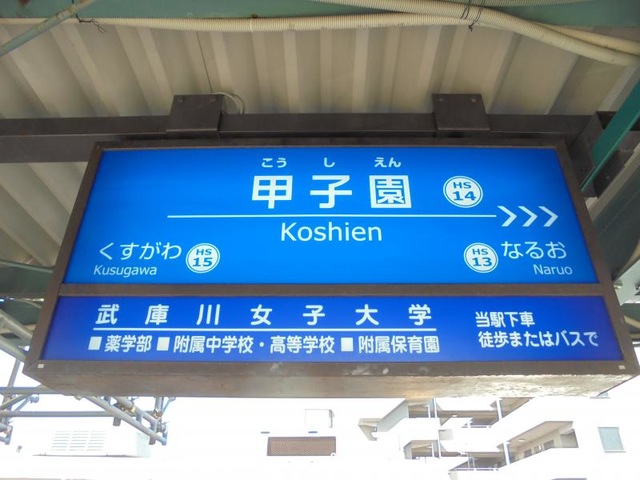 こう し えん
甲子園 HS 14
Koshien
くすがわ HS 15 HS 13 なるお
Kusugawa Naruo
武庫川女子大学
■薬学部 ■附属中学校・高等学校 ■附属保育園
当駅下車
徒歩またはバスで